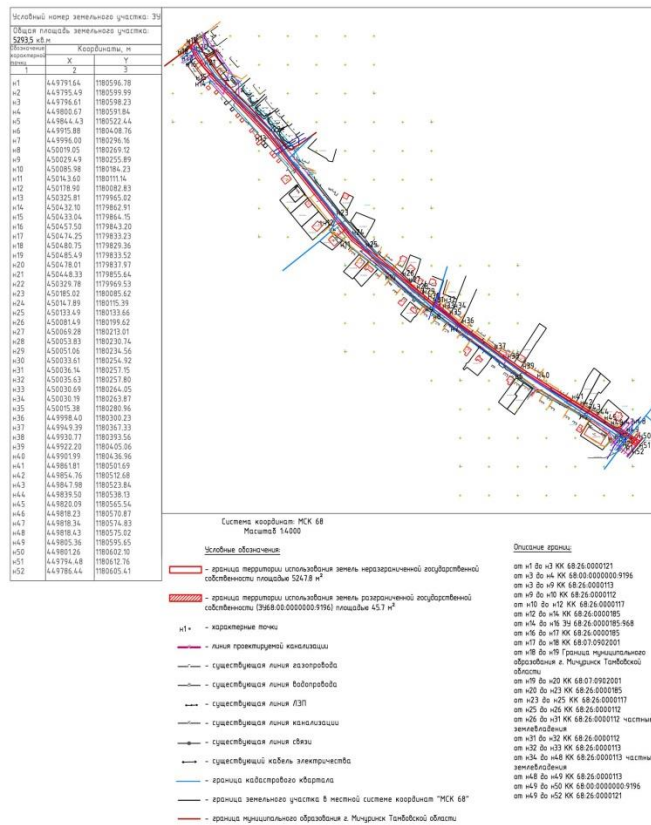 Условный номер земельного участка: ЗУ
Общая площадь земельного участка:
5293,5 кв.м
Обозначение характерной точки
Координаты, м
X Y
1 2 3
н1 449791.64 1180596.78
н2 449795.49 1180599.99
н3 449796.61 1180598.23
н4 449800.67 1180591.84
н5 449844.43 1180522.44
н6 449915.88 1180408.76
н7 449996.00 1180296.16
н8 450019.05 1180269.12
н9 450029.49 1180255.89
н10 450085.98 1180184.23
н11 450143.60 1180111.14
н12 450178.90 1180082.83
н13 450325.81 1179965.02
н14 450432.10 1179862.91
н15 450433.04 1179864.15
н16 450457.50 1179843.20
н17 450474.25 1179833.23
н18 450480.75 1179829.36
н19 450485.49 1179833.52
н20 450478.01 1179837.97
н21 450448.33 1179855.64
н22 450329.78 1179969.53
н23 450185.02 1180085.62
н24 450147.89 1180115.39
н25 450133.49 1180133.66
н26 450081.49 1180199.62
н27 450069.28 1180213.01
н28 450053.83 1180230.74
н29 450051.06 1180234.56
н30 450033.61 1180254.92
н31 450036.14 1180257.15
н32 450035.63 1180257.80
н33 450030.69 1180264.05
н34 450030.19 1180263.87
н35 450015.38 1180280.96
н36 449998.40 1180300.23
н37 449949.39 1180367.33
н38 449930.77 1180393.56
н39 449922.20 1180405.06
н40 449901.99 1180436.96
н41 449861.81 1180501.69
н42 449854.76 1180512.68
н43 449847.98 1180523.84
н44 449839.50 1180538.13
н45 449820.09 1180565.54
н46 449818.23 1180570.87
н47 449818.34 1180574.83
н48 449818.43 1180575.02
н49 449805.36 1180595.65
н50 449801.26 1180602.10
н51 449794.48 1180612.76
н52 449786.44 1180605.41
Система координат: МСК 68
Масштаб 1:4000
Условные обозначения:
- граница территории использования земель неразграниченной государственной
собственности площадью 5247.8 м²
- граница территории использования земель разграниченной государственной
собственности (ЗУ68:00:0000000:9196) площадью 45.7 м²
н1 • - характерные точки
- линия проектируемой канализации
- существующая линия газопровода
- существующая линия водопровода
- существующая линия ЛЭП
- существующая линия канализации
- существующая линия связи
- существующий кабель электричества
- граница кадастрового квартала
- граница земельного участка в местной системе координат "МСК 68"
- граница муниципального образования г. Мичуринск Тамбовской области
Описание границ:
от н1 до н3 КК 68:26:0000121
от н3 до н4 КК 68:00:0000000:9196
от н3 до н9 КК 68:26:0000113
от н9 до н10 КК 68:26:0000112
от н10 до н12 КК 68:26:0000117
от н12 до н14 КК 68:26:0000185
от н14 до н16 ЗУ 68:26:0000185:968
от н16 до н17 КК 68:26:0000185
от н17 до н18 КК 68:07:0902001
от н18 до н19 Граница муниципального
образования г. Мичуринск Тамбовской
области
от н19 до н20 КК 68:07:0902001
от н20 до н23 КК 68:26:0000185
от н23 до н25 КК 68:26:0000117
от н25 до н26 КК 68:26:0000112
от н26 до н31 КК 68:26:0000112 частные
землевладения
от н31 до н32 КК 68:26:0000112
от н32 до н33 КК 68:26:0000113
от н34 до н48 КК 68:26:0000113 частные
землевладения
от н48 до н49 КК 68:26:0000113
от н49 до н50 КК 68:00:0000000:9196
от н49 до н52 КК 68:26:0000121